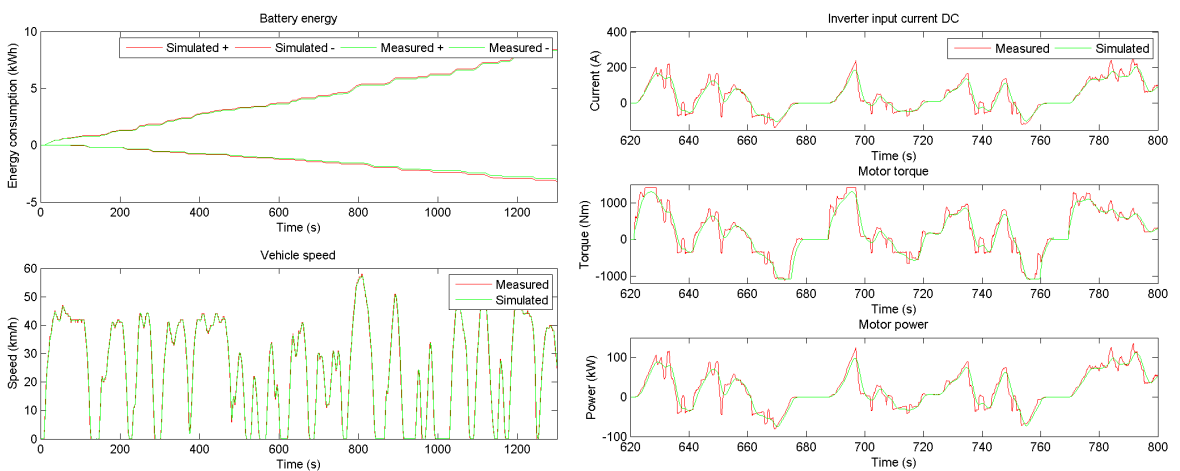 Battery energy
Energy consumption (kWh)
10
5
0
-5
Simulated + Simulated - Measured + Measured -
0 200 400 600 800 1000 1200
Time (s)
Vehicle speed
Speed (km/h)
60
50
40
30
20
10
0
Measured
Simulated
0 200 400 600 800 1000 1200
Time (s)
Inverter input current DC
Current (A)
400
200
0
Measured Simulated
620 640 660 680 700 720 740 760 780 800
Time (s)
Motor torque
Torque (Nm)
1000
0
-1000
620 640 660 680 700 720 740 760 780 800
Time (s)
Motor power
Power (kW)
100
0
-100
620 640 660 680 700 720 740 760 780 800
Time (s)